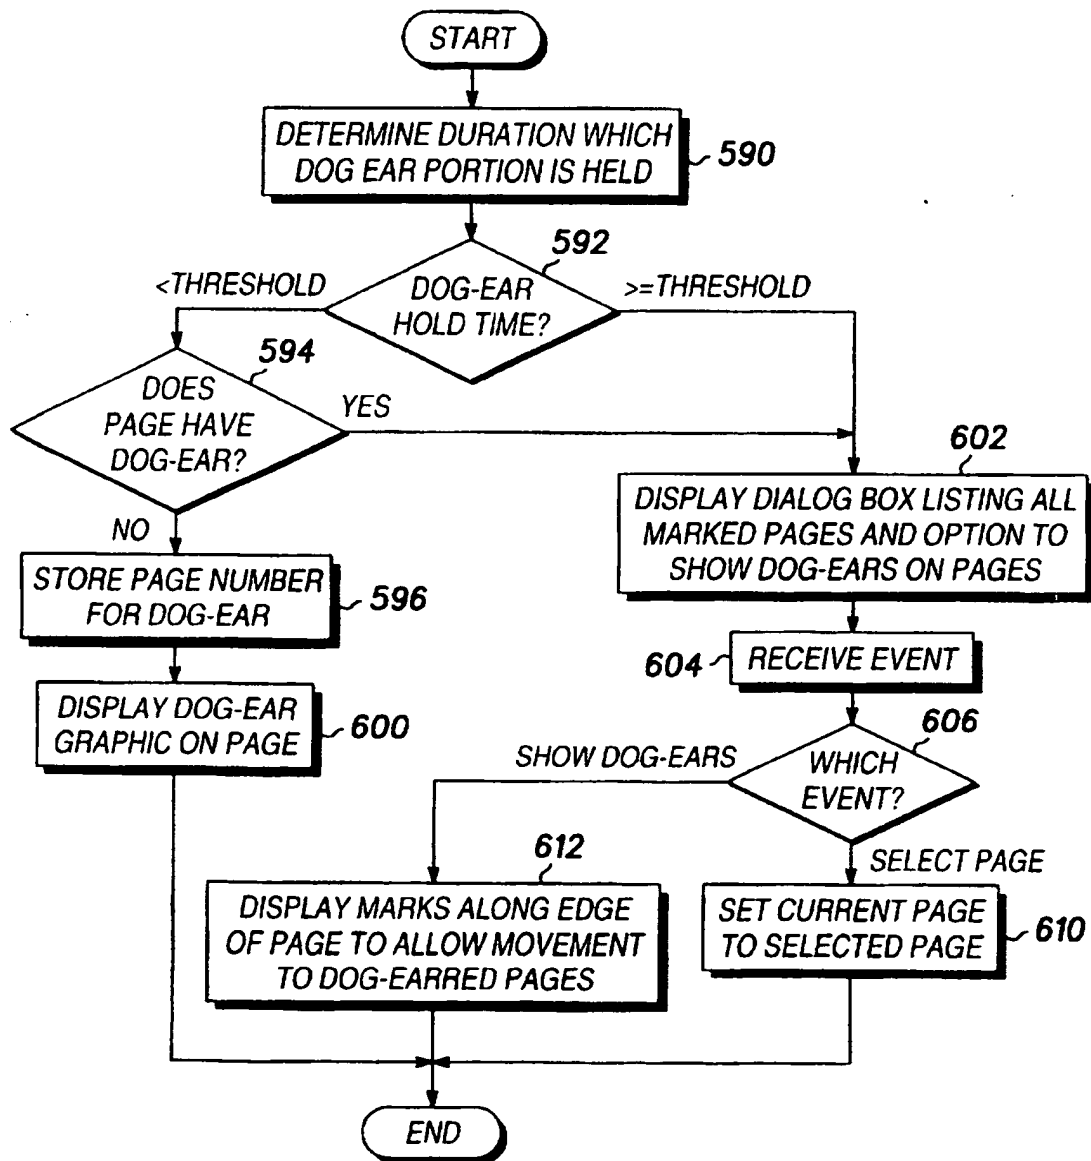 START
DETERMINE DURATION WHICH
DOG EAR PORTION IS HELD
590
592
<THRESHOLD
DOG-EAR
HOLD TIME?
>=THRESHOLD
594
DOES
PAGE HAVE
DOG-EAR?
YES
NO
602
DISPLAY DIALOG BOX LISTING ALL
MARKED PAGES AND OPTION TO
SHOW DOG-EARS ON PAGES
STORE PAGE NUMBER
FOR DOG-EAR
596
604
RECEIVE EVENT
DISPLAY DOG-EAR
GRAPHIC ON PAGE
600
606
SHOW DOG-EARS
WHICH
EVENT?
SELECT PAGE
612
DISPLAY MARKS ALONG EDGE
OF PAGE TO ALLOW MOVEMENT
TO DOG-EARRED PAGES
SET CURRENT PAGE
TO SELECTED PAGE
610
END